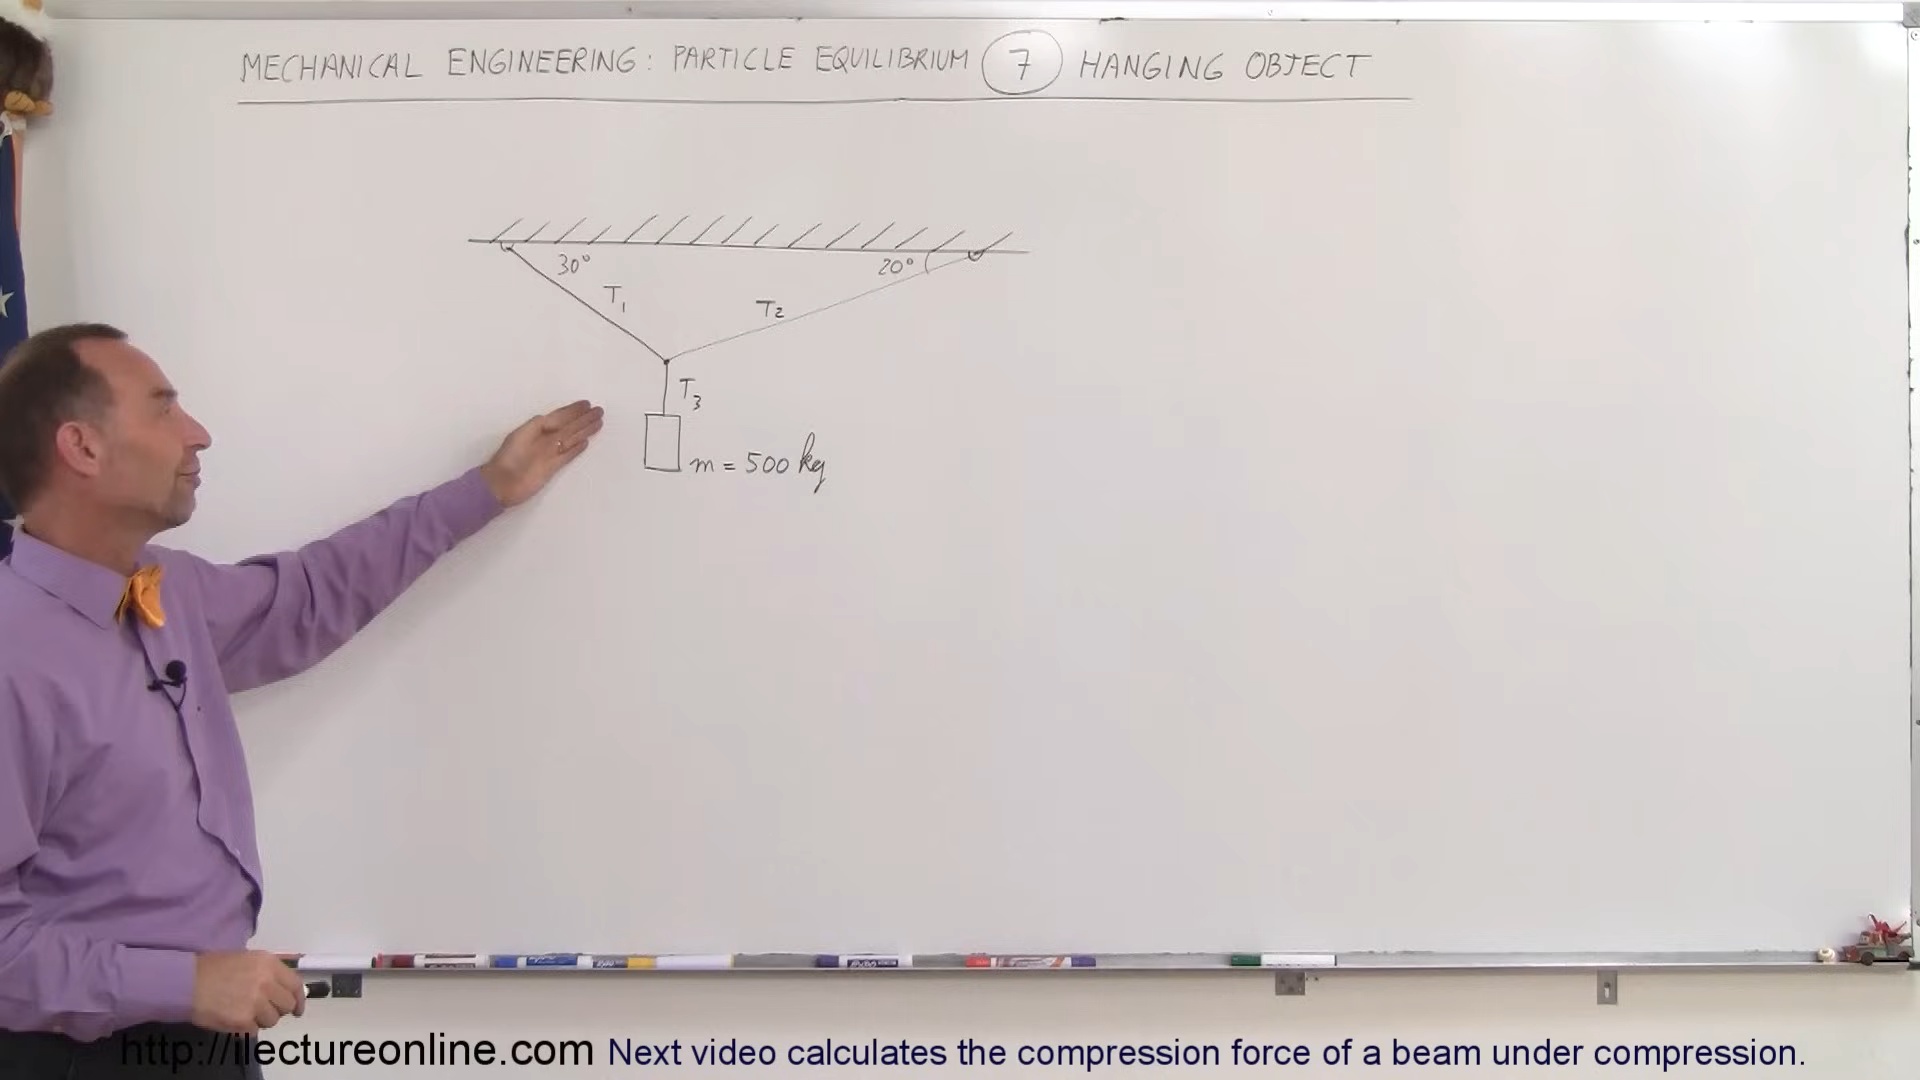 MECHANICAL ENGINEERING: PARTICLE EQUILIBRIUM 7 HANGING OBJECT
30° 20°
T1 T2
T3
m = 500 kg
http://ilectureonline.com Next video calculates the compression force of a beam under compression.